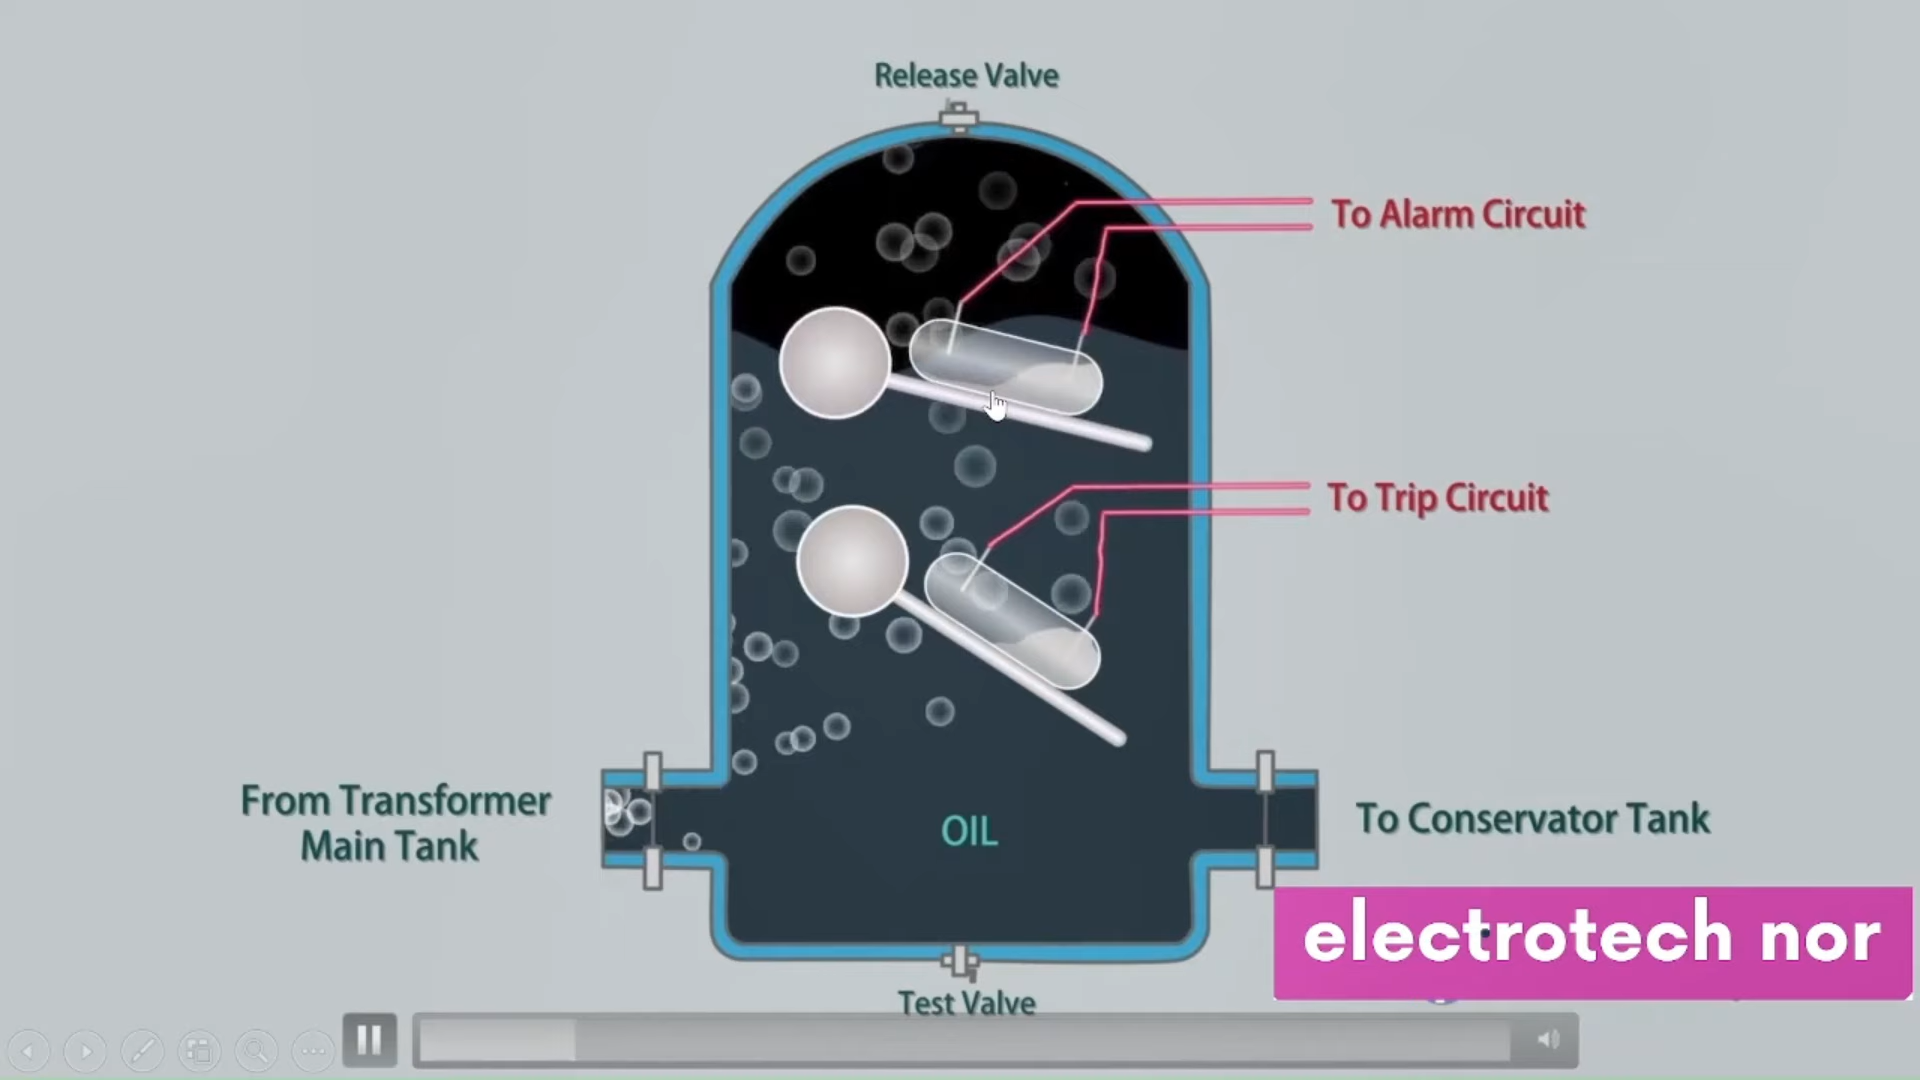 Release Valve
To Alarm Circuit
To Trip Circuit
From Transformer
Main Tank
OIL
To Conservator Tank
electrotech nor
Test Valve